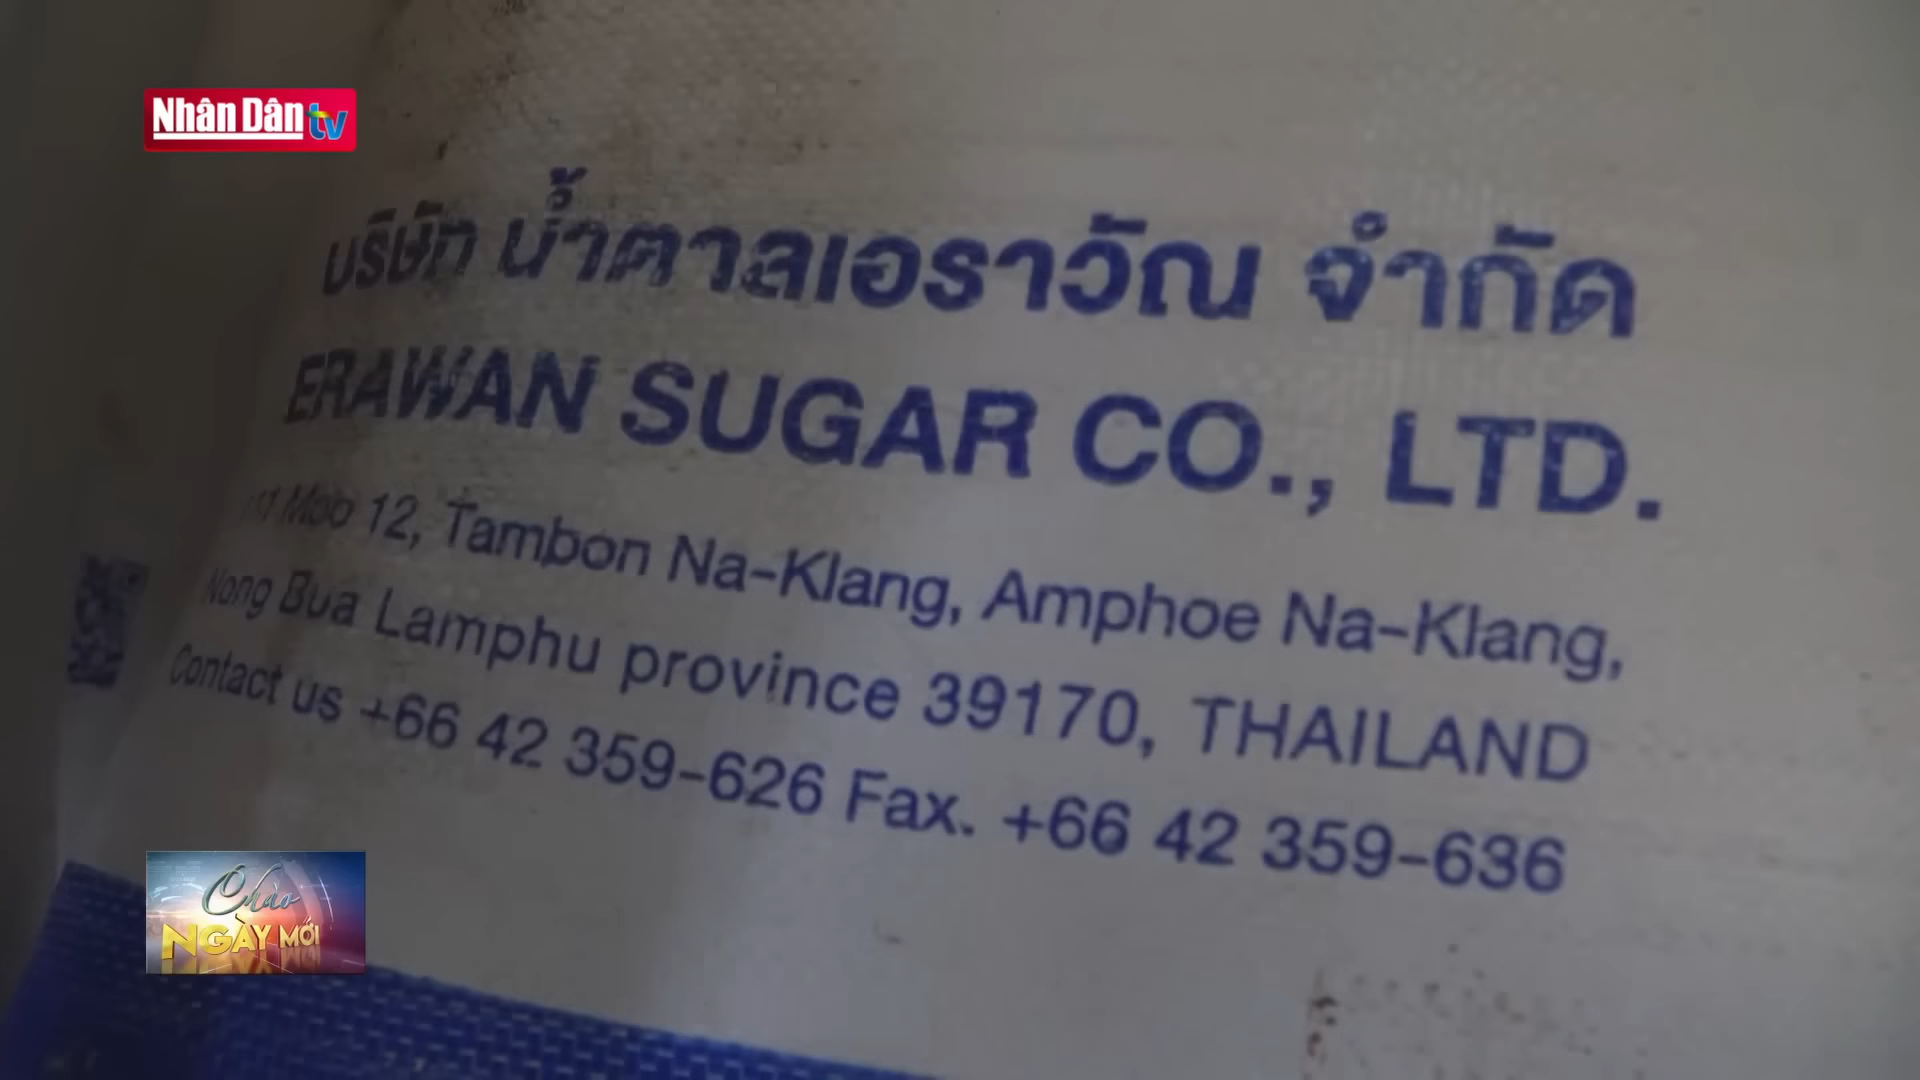 Nhân Dân tv
บริษัท น้ำตาลเอราวัณ จำกัด
ERAWAN SUGAR CO., LTD.
Moo 12, Tambon Na-Klang, Amphoe Na-Klang,
Nong Bua Lamphu province 39170, THAILAND
Contact us +66 42 359-626 Fax. +66 42 359-636
Chào
NGÀY MỚI